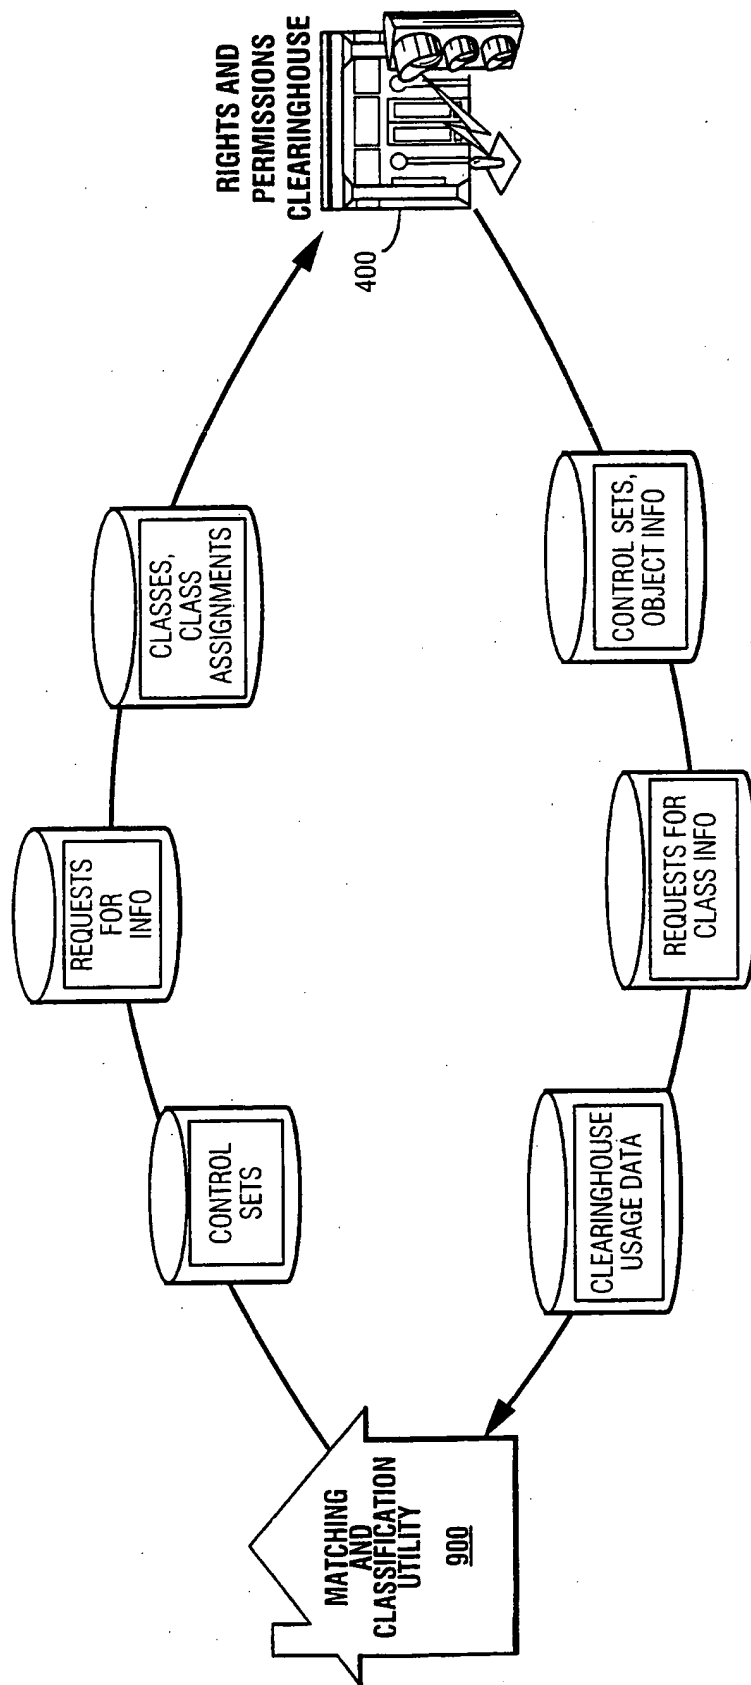 RIGHTS AND
PERMISSIONS
CLEARINGHOUSE
400
CLASSES,
CLASS
ASSIGNMENTS
REQUESTS
FOR
INFO
CONTROL
SETS
MATCHING
AND
CLASSIFICATION
UTILITY
900
CLEARINGHOUSE
USAGE DATA
REQUESTS FOR
CLASS INFO
CONTROL SETS,
OBJECT INFO